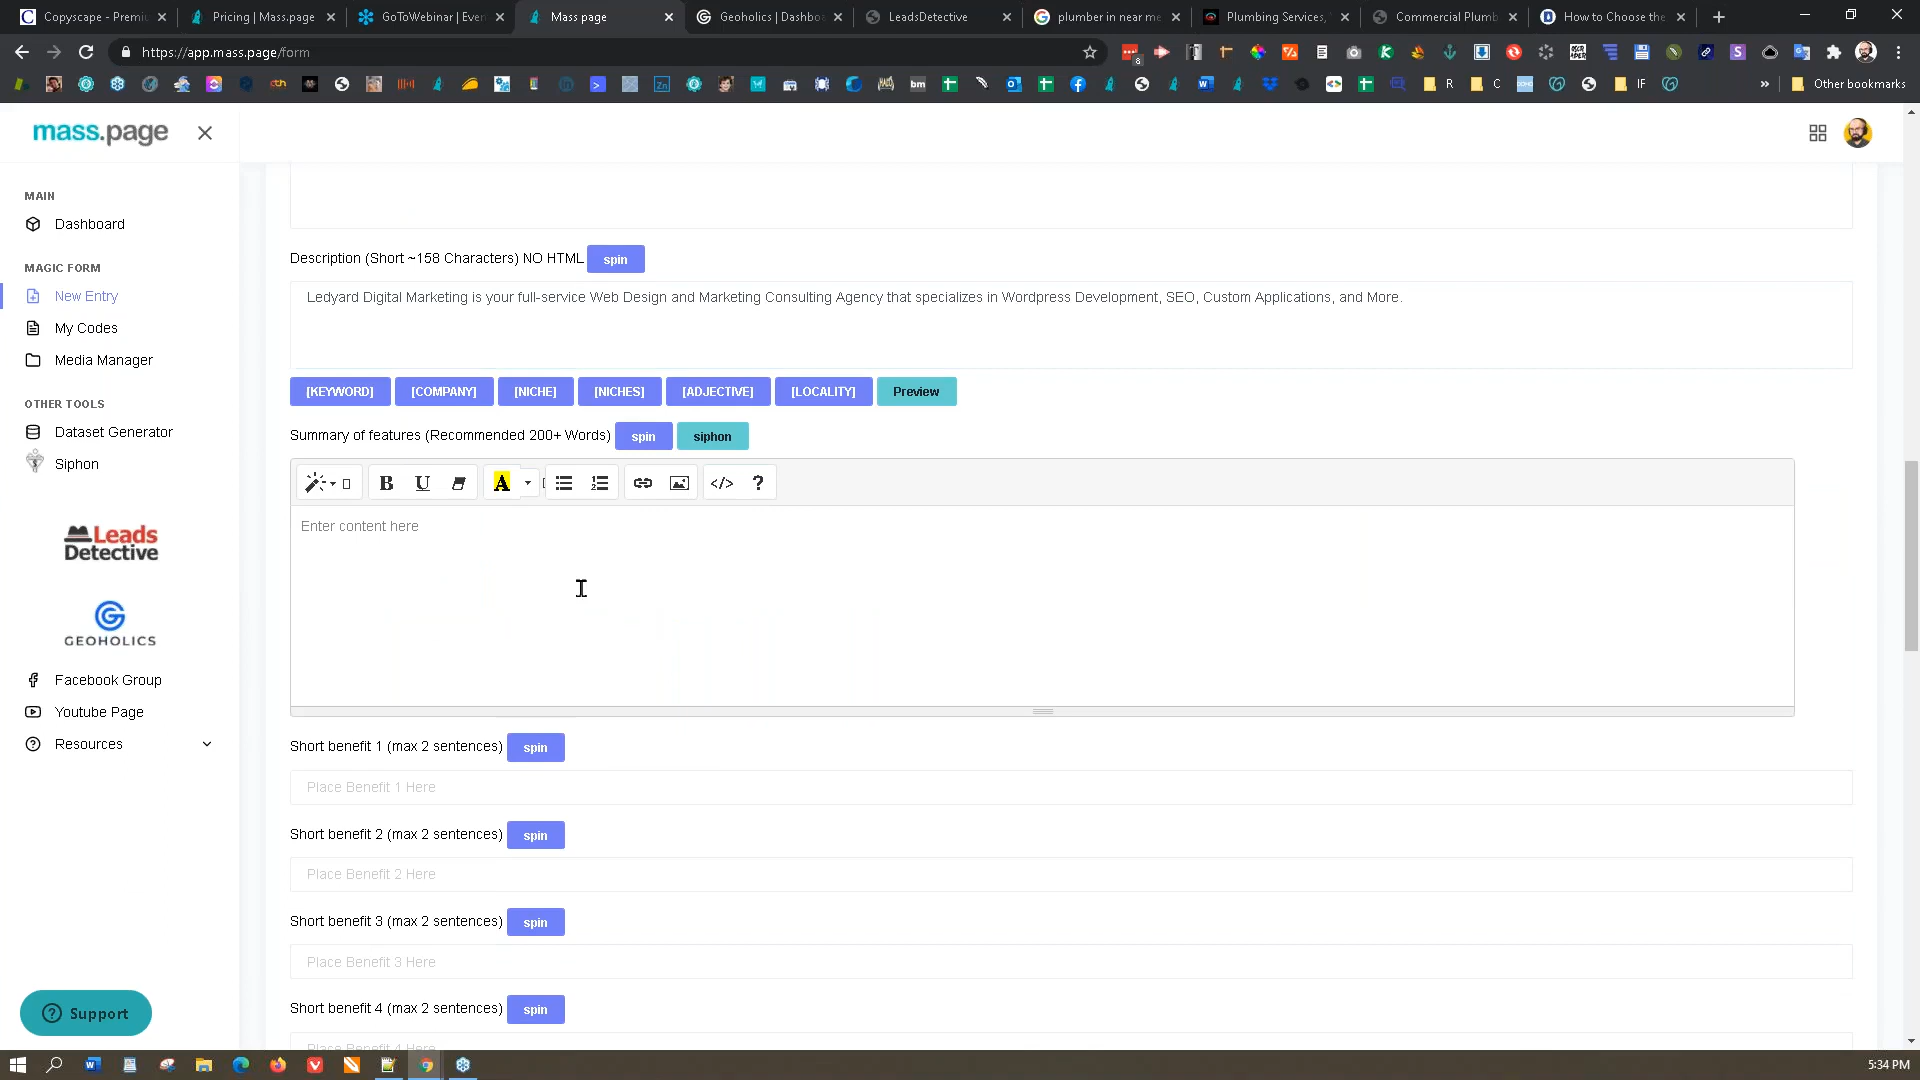 Copyscape - Premi
Pricing | Mass.page
GoToWebinar | Even
Mass page
Geoholics | Dashbo
LeadsDetective
plumber in near me
Plumbing Services,
Commercial Plumb
How to Choose the
https://app.mass.page/form
8
R
C
IF
Other bookmarks
mass.page
MAIN
Dashboard
MAGIC FORM
New Entry
My Codes
Media Manager
OTHER TOOLS
Dataset Generator
Siphon
Leads
Detective
GEOHOLICS
Facebook Group
Youtube Page
Resources
Support
Description (Short ~158 Characters) NO HTML spin
Ledyard Digital Marketing is your full-service Web Design and Marketing Consulting Agency that specializes in Wordpress Development, SEO, Custom Applications, and More.
[KEYWORD] [COMPANY] [NICHE] [NICHES] [ADJECTIVE] [LOCALITY] Preview
Summary of features (Recommended 200+ Words) spin siphon
B U A </> ?
Enter content here
Short benefit 1 (max 2 sentences) spin
Place Benefit 1 Here
Short benefit 2 (max 2 sentences) spin
Place Benefit 2 Here
Short benefit 3 (max 2 sentences) spin
Place Benefit 3 Here
Short benefit 4 (max 2 sentences) spin
Place Benefit 4 Here
5:34 PM